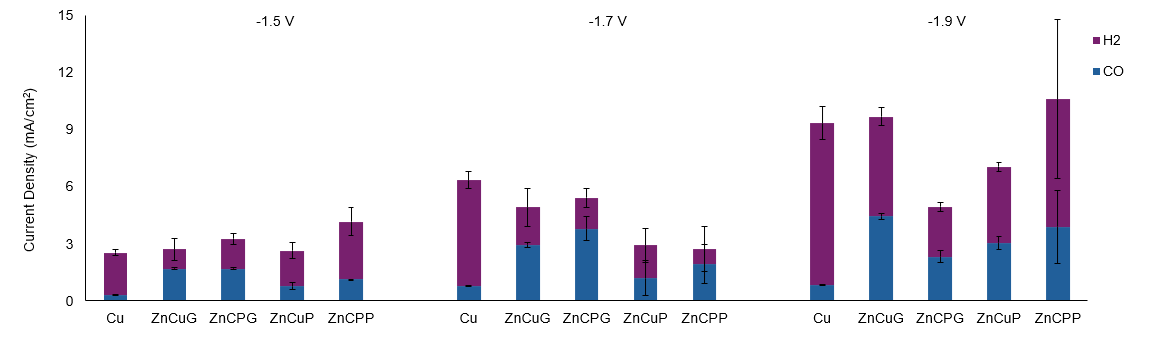 15
-1.5 V
-1.7 V
-1.9 V
H2
CO
12
9
6
3
0
Current Density (mA/cm²)
Cu ZnCuG ZnCPG ZnCuP ZnCPP Cu ZnCuG ZnCPG ZnCuP ZnCPP Cu ZnCuG ZnCPG ZnCuP ZnCPP